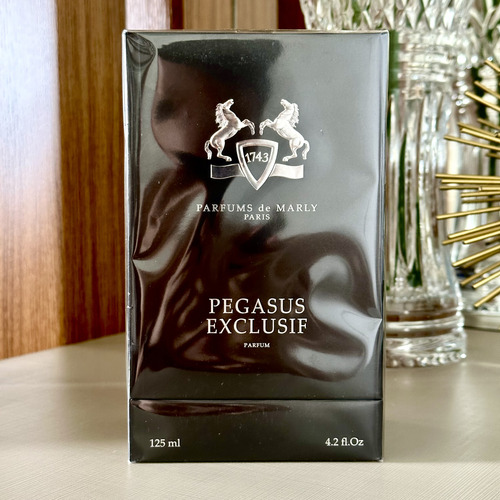 1743
PARFUMS de MARLY
PARIS
PEGASUS
EXCLUSIF
PARFUM
125 ml
4.2 fl.Oz